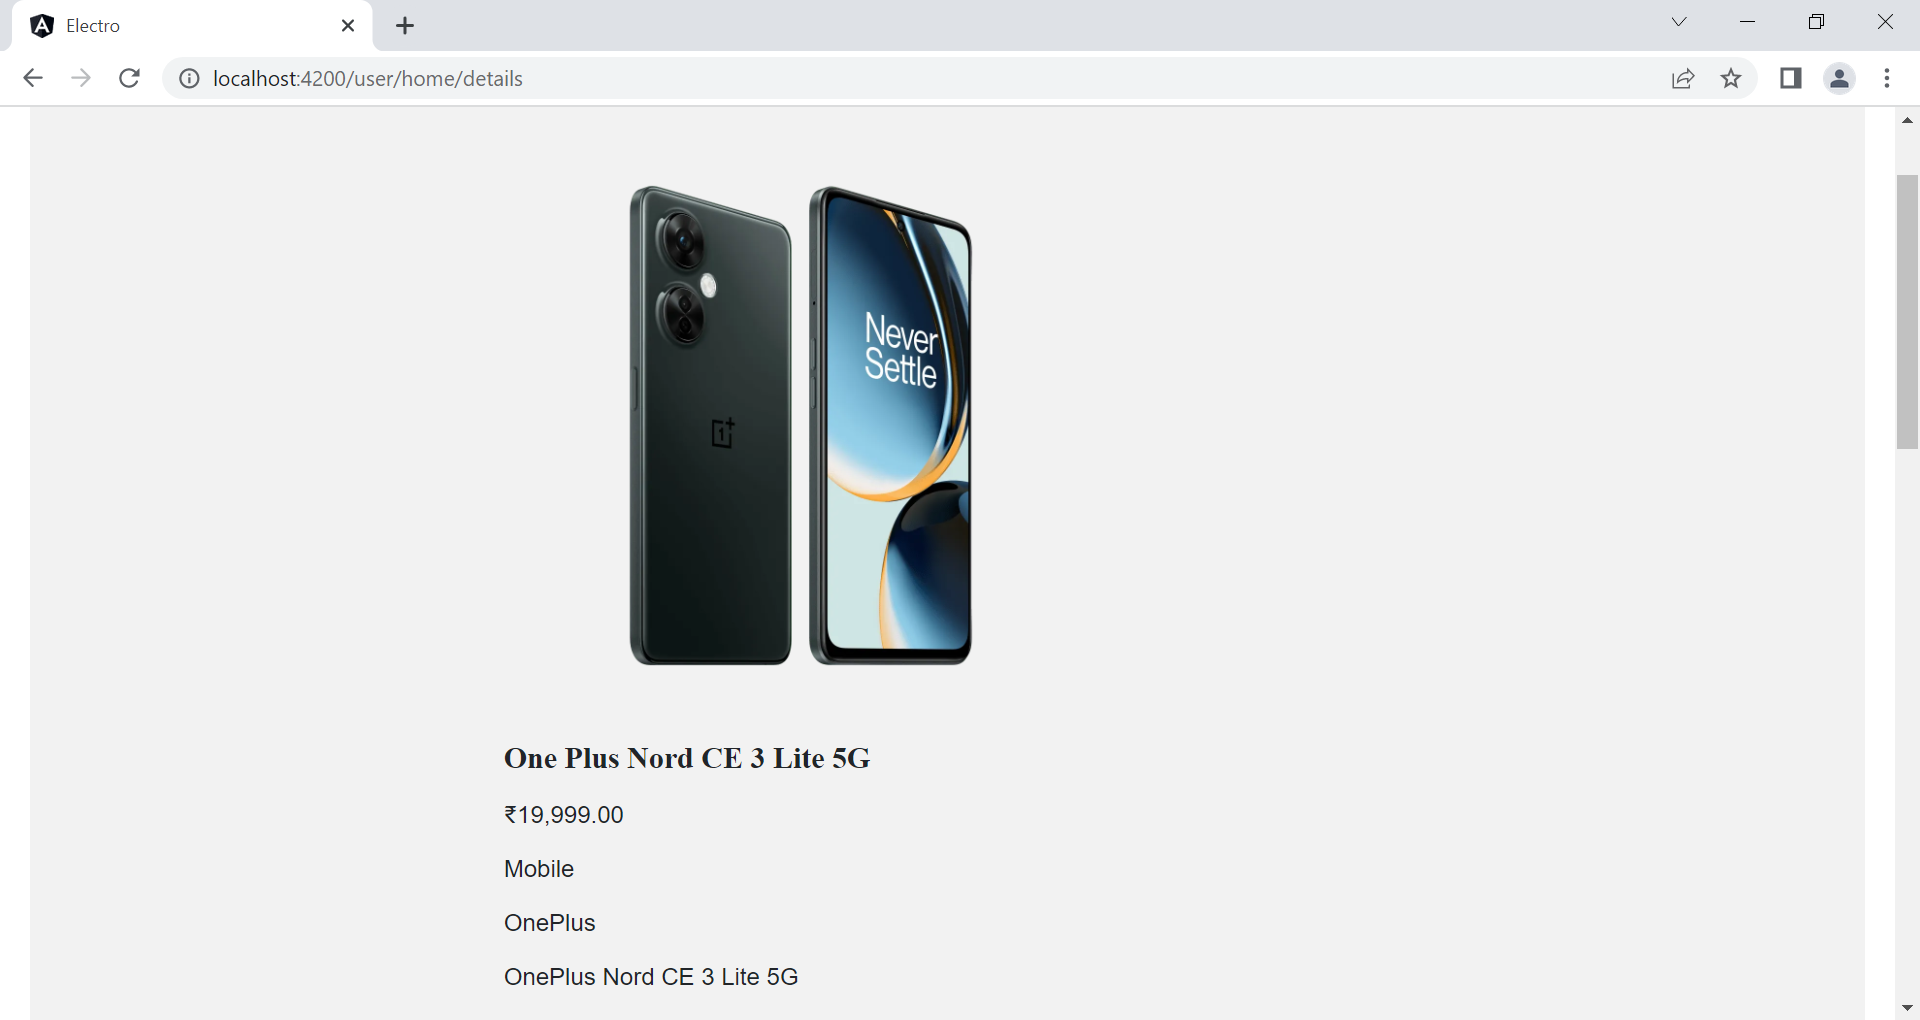 Electro
localhost:4200/user/home/details
Never
Settle
One Plus Nord CE 3 Lite 5G
₹19,999.00
Mobile
OnePlus
OnePlus Nord CE 3 Lite 5G